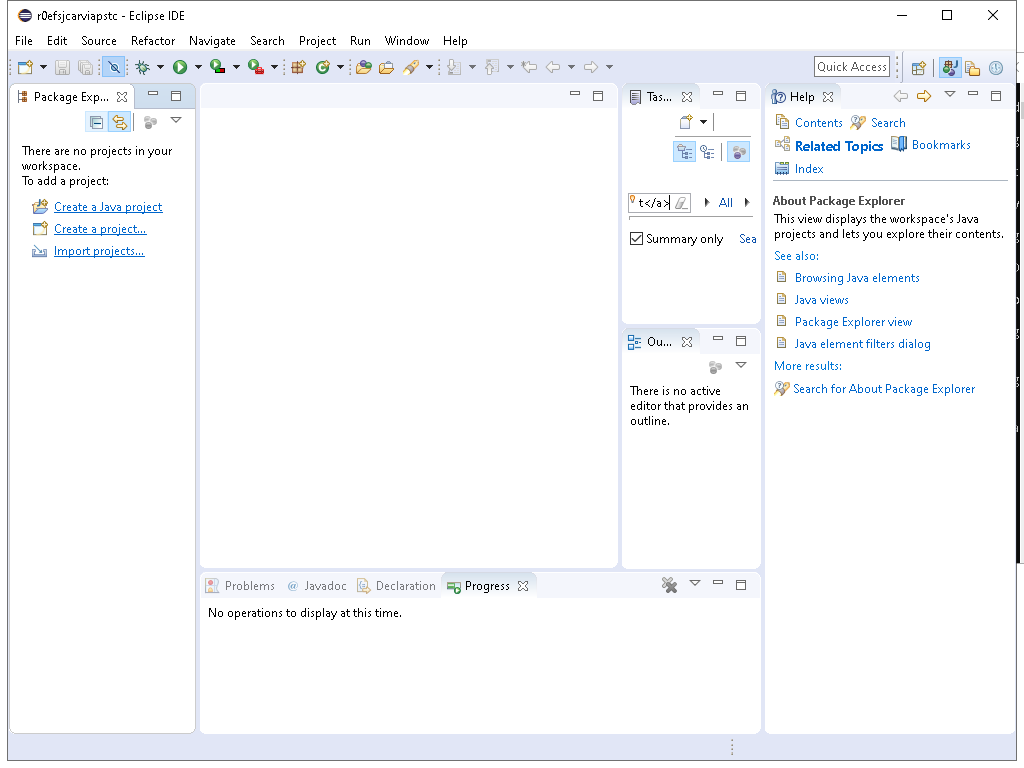 r0efsjcarviapstc - Eclipse IDE
File Edit Source Refactor Navigate Search Project Run Window Help
Quick Access
Package Exp...
There are no projects in your
workspace.
To add a project:
Create a Java project
Create a project...
Import projects...
Tas...
t</a>
All
Summary only
Sea
Ou...
There is no active
editor that provides an
outline.
Help
Contents
Search
Related Topics
Bookmarks
Index
About Package Explorer
This view displays the workspace's Java
projects and lets you explore their contents.
See also:
Browsing Java elements
Java views
Package Explorer view
Java element filters dialog
More results:
Search for About Package Explorer
Problems @ Javadoc Declaration Progress
No operations to display at this time.